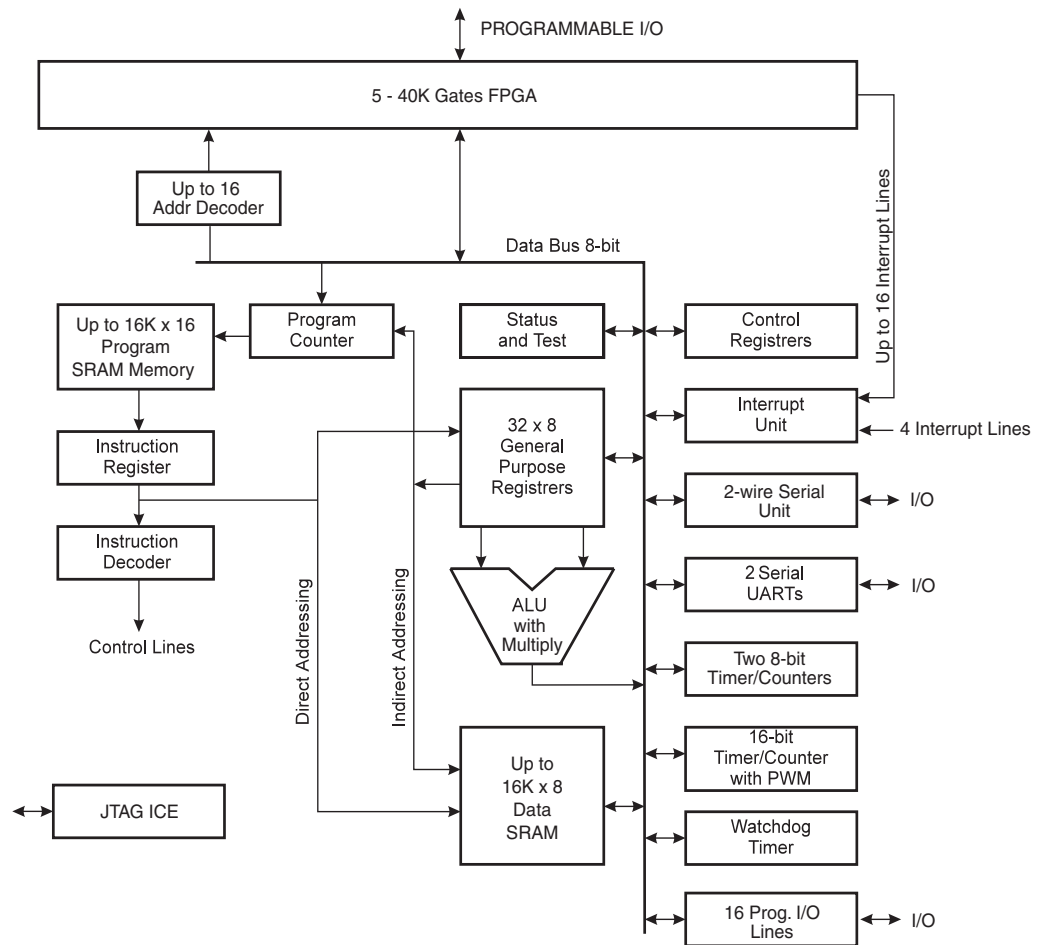 PROGRAMMABLE I/O
5 - 40K Gates FPGA
Up to 16
Addr Decoder
Up to 16 Interrupt Lines
Data Bus 8-bit
Up to 16K x 16
Program
SRAM Memory
Program
Counter
Status
and Test
Control
Registrers
Interrupt
Unit
4 Interrupt Lines
Instruction
Register
32 x 8
General
Purpose
Registrers
2-wire Serial
Unit
I/O
Instruction
Decoder
Control Lines
Direct Addressing
Indirect Addressing
ALU
with
Multiply
2 Serial
UARTs
I/O
Two 8-bit
Timer/Counters
Up to
16K x 8
Data
SRAM
16-bit
Timer/Counter
with PWM
JTAG ICE
Watchdog
Timer
16 Prog. I/O
Lines
I/O